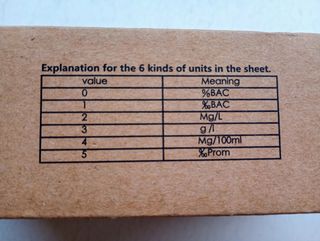 Explanation for the 6 kinds of units in the sheet.
value Meaning
0 %BAC
1 ‰BAC
2 Mg/L
3 g/l
4 Mg/100ml
5 ‰Prom